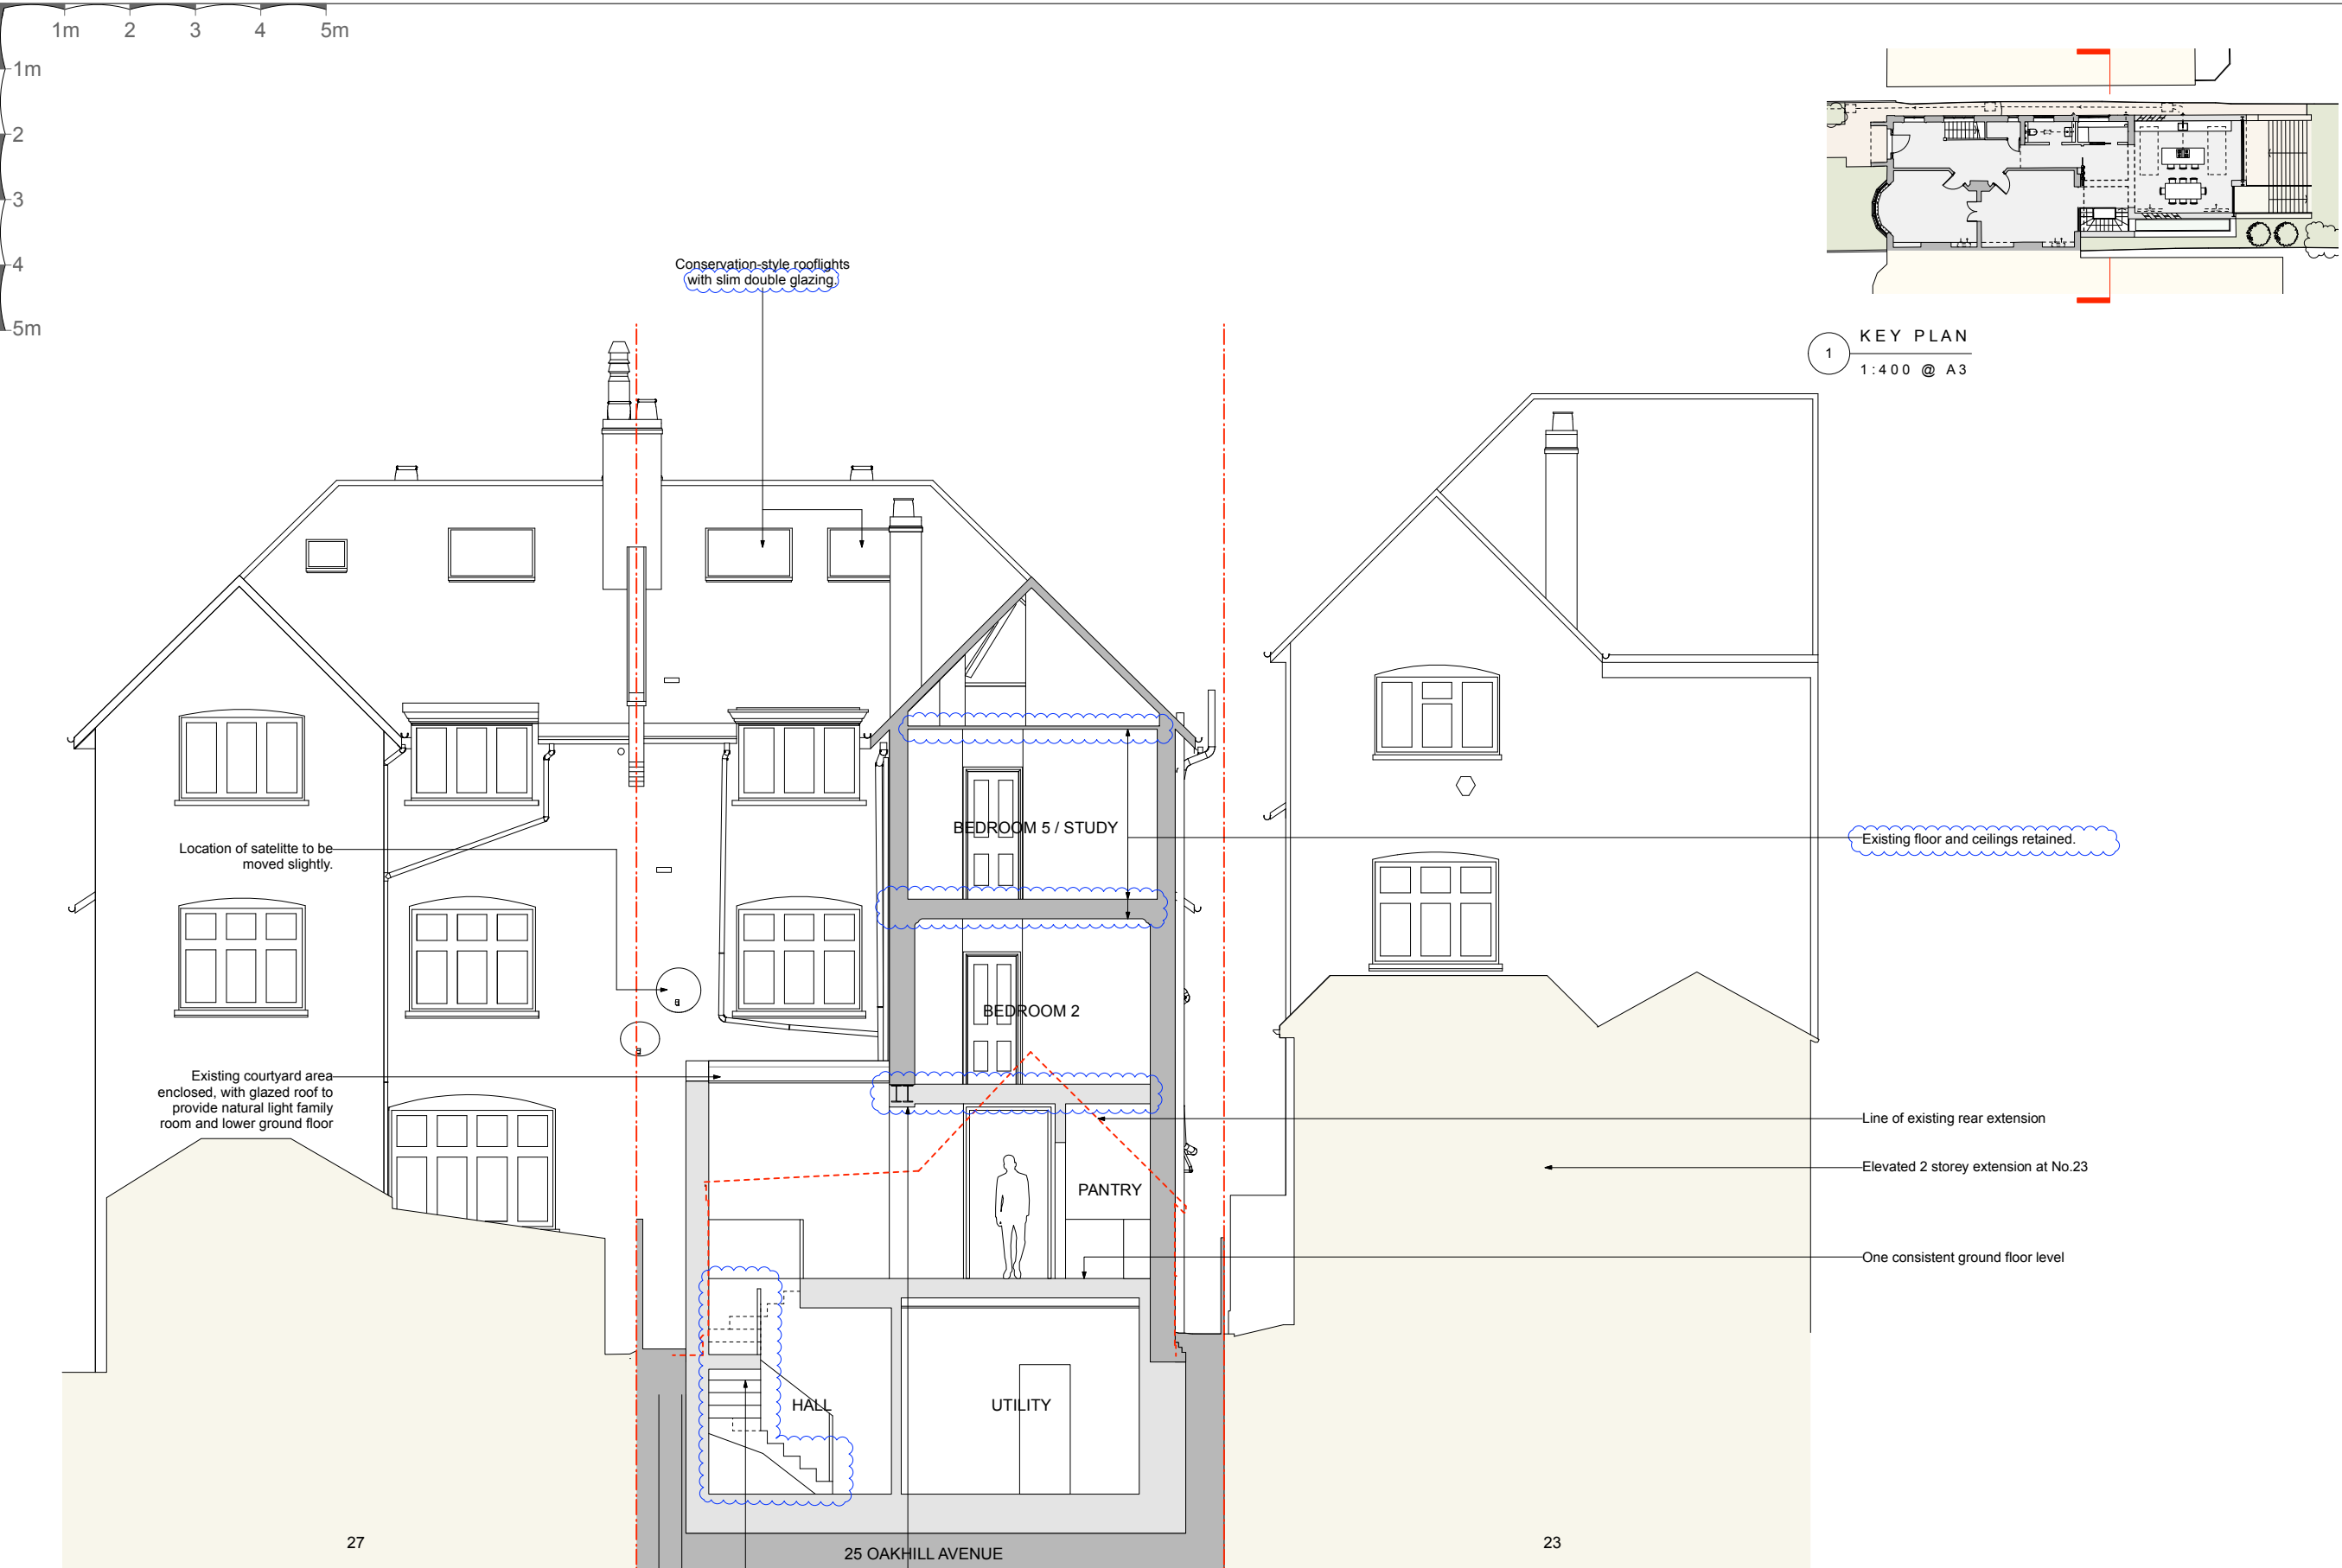 1m 2 3 4 5m
1m
2
3
4
5m
Conservation-style rooflights
with slim double glazing.
1
KEY PLAN
1:400 @ A3
BEDROOM 5 / STUDY
Existing floor and ceilings retained.
Location of satelitte to be
moved slightly.
BEDROOM 2
Existing courtyard area
enclosed, with glazed roof to
provide natural light family
room and lower ground floor
Line of existing rear extension
Elevated 2 storey extension at No.23
PANTRY
One consistent ground floor level
HALL
UTILITY
27
25 OAKHILL AVENUE
23